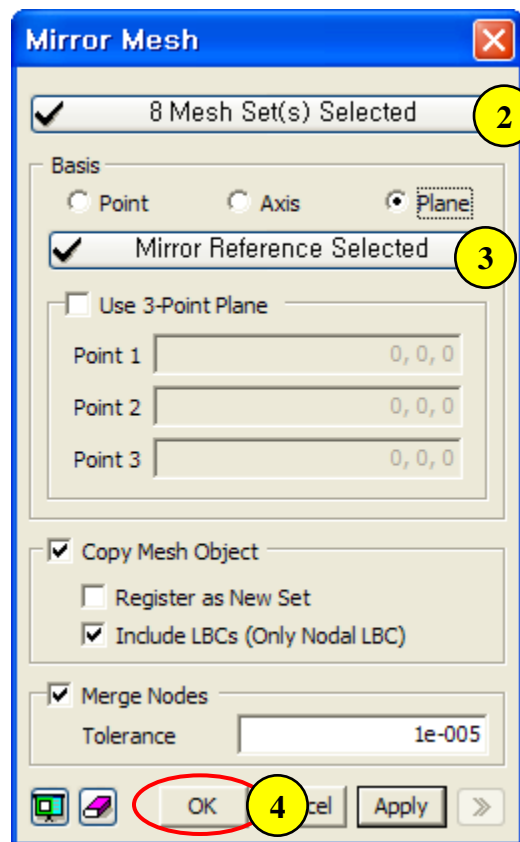 Mirror Mesh
8 Mesh Set(s) Selected
2
Basis
Point Axis Plane
Mirror Reference Selected
3
Use 3-Point Plane
Point 1 0, 0, 0
Point 2 0, 0, 0
Point 3 0, 0, 0
Copy Mesh Object
Register as New Set
Include LBCs (Only Nodal LBC)
Merge Nodes
Tolerance 1e-005
OK 4 cel Apply